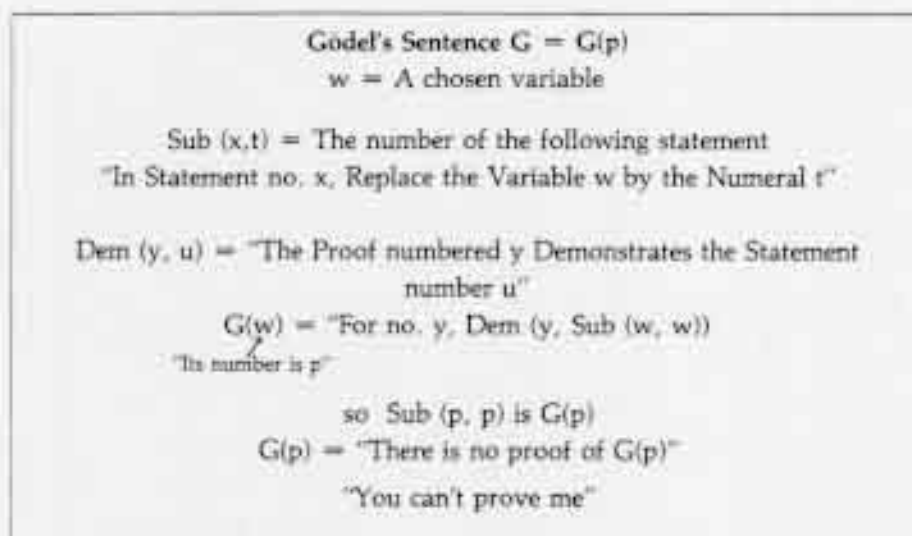 Gödel's Sentence G = G(p)
w = A chosen variable
Sub (x,t) = The number of the following statement
"In Statement no. x, Replace the Variable w by the Numeral t"
Dem (y, u) = "The Proof numbered y Demonstrates the Statement
number u"
G(w) = "For no. y, Dem (y, Sub (w, w))
"Its number is p"
so Sub (p, p) is G(p)
G(p) = "There is no proof of G(p)"
"You can't prove me"